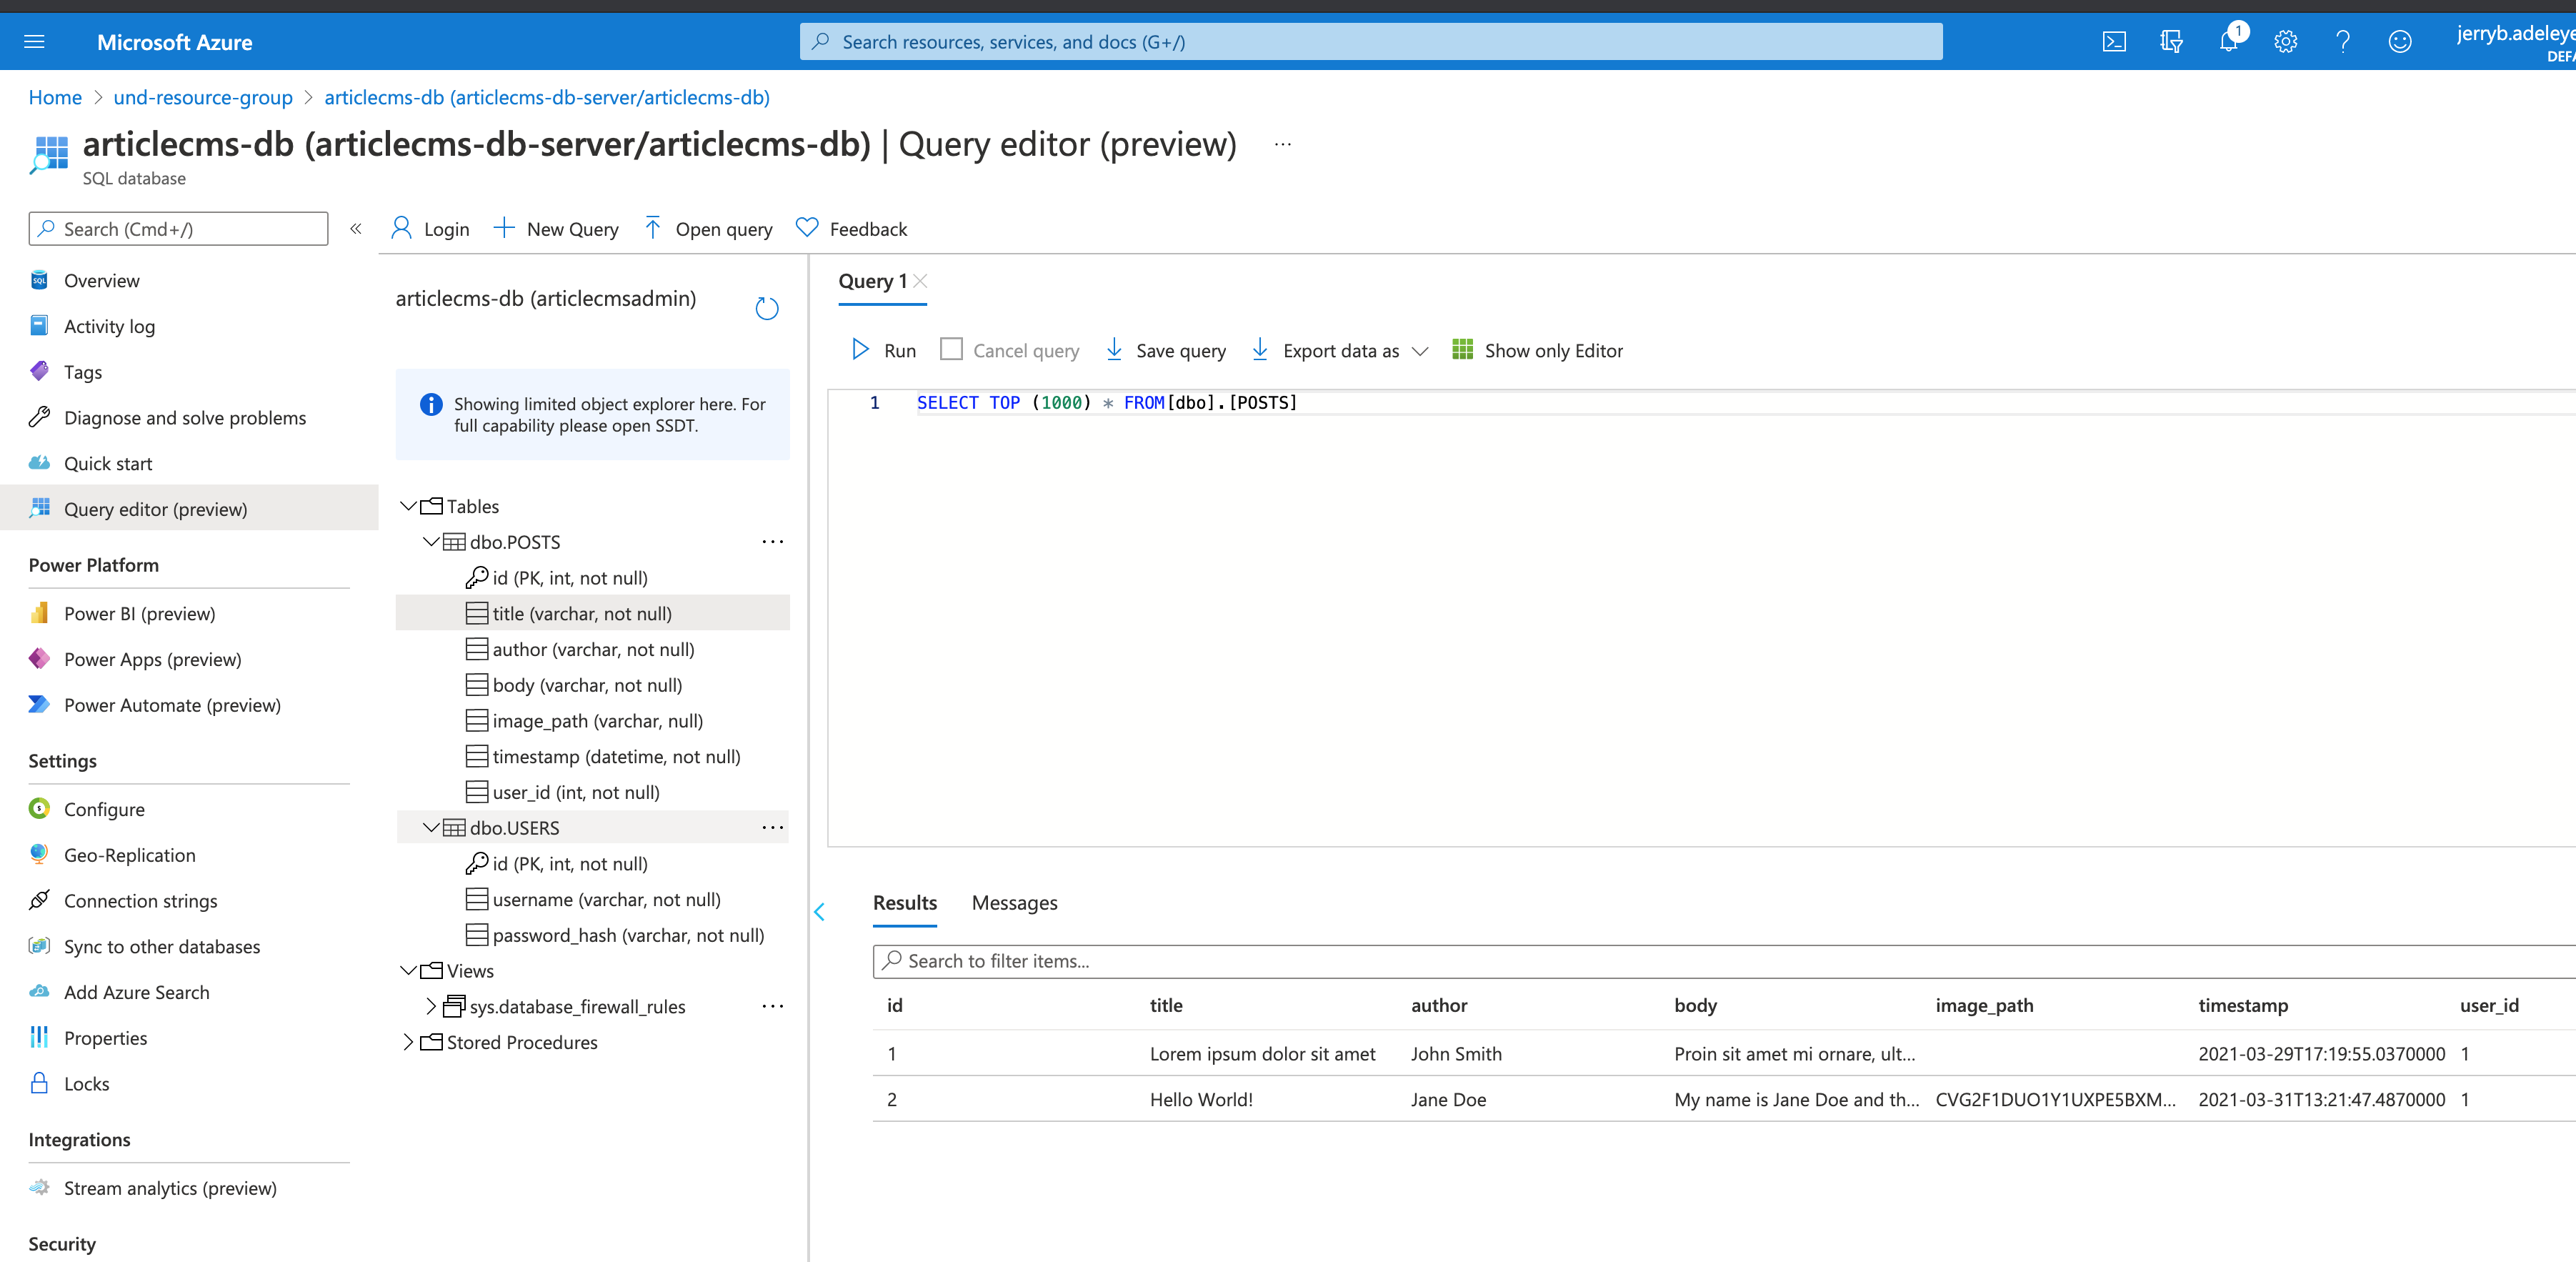 Microsoft Azure
Search resources, services, and docs (G+/)
1
jerryb.adeleye
DEFA
Home > und-resource-group > articlecms-db (articlecms-db-server/articlecms-db)
articlecms-db (articlecms-db-server/articlecms-db) | Query editor (preview) ...
SQL database
Search (Cmd+/)
«
Overview
Activity log
Tags
Diagnose and solve problems
Quick start
Query editor (preview)
Power Platform
Power BI (preview)
Power Apps (preview)
Power Automate (preview)
Settings
Configure
Geo-Replication
Connection strings
Sync to other databases
Add Azure Search
Properties
Locks
Integrations
Stream analytics (preview)
Security
Login
New Query
Open query
Feedback
articlecms-db (articlecmsadmin)
Showing limited object explorer here. For
full capability please open SSDT.
Tables
dbo.POSTS ...
id (PK, int, not null)
title (varchar, not null)
author (varchar, not null)
body (varchar, not null)
image_path (varchar, null)
timestamp (datetime, not null)
user_id (int, not null)
dbo.USERS ...
id (PK, int, not null)
username (varchar, not null)
password_hash (varchar, not null)
Views
sys.database_firewall_rules ...
Stored Procedures
Query 1
Run
Cancel query
Save query
Export data as
Show only Editor
1 SELECT TOP (1000) * FROM[dbo].[POSTS]
Results
Messages
Search to filter items...
id title author body image_path timestamp user_id
1 Lorem ipsum dolor sit amet John Smith Proin sit amet mi ornare, ult... 2021-03-29T17:19:55.0370000 1
2 Hello World! Jane Doe My name is Jane Doe and th... CVG2F1DUO1Y1UXPE5BXM... 2021-03-31T13:21:47.4870000 1